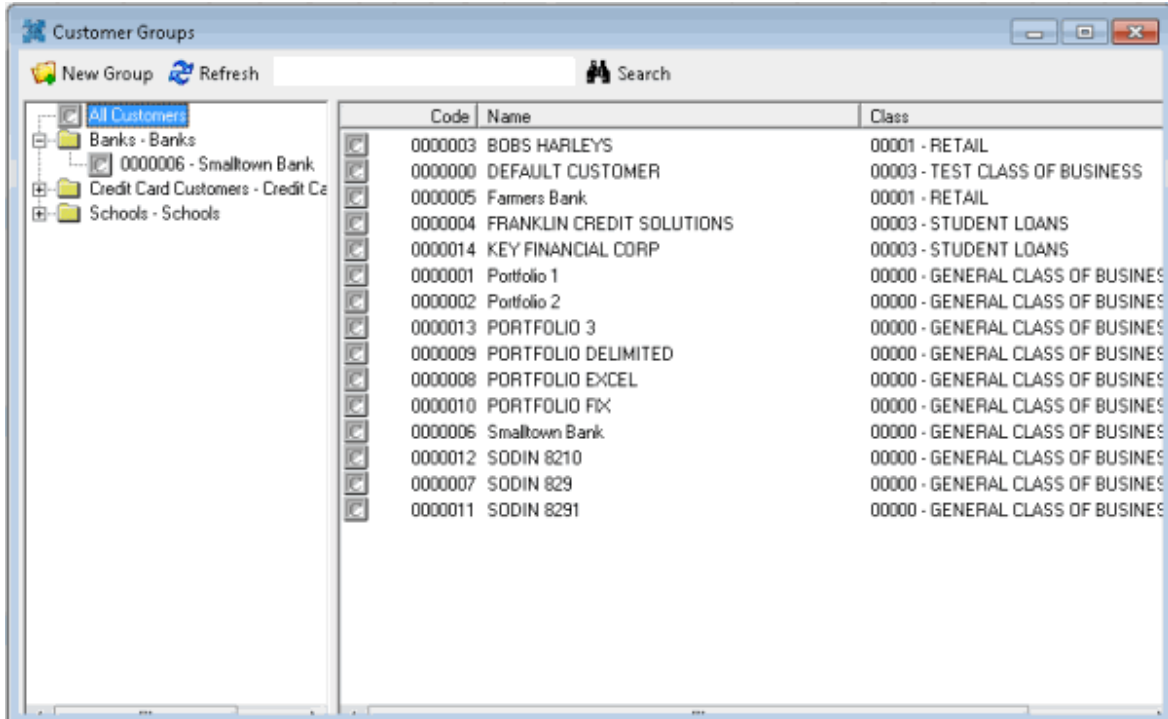 Customer Groups
New Group Refresh Search
All Customers
Banks - Banks
0000006 - Smalltown Bank
Credit Card Customers - Credit Ca
Schools - Schools
Code Name Class
0000003 BOBS HARLEYS 00001 - RETAIL
0000000 DEFAULT CUSTOMER 00003 - TEST CLASS OF BUSINESS
0000005 Farmers Bank 00001 - RETAIL
0000004 FRANKLIN CREDIT SOLUTIONS 00003 - STUDENT LOANS
0000014 KEY FINANCIAL CORP 00003 - STUDENT LOANS
0000001 Portfolio 1 00000 - GENERAL CLASS OF BUSINES
0000002 Portfolio 2 00000 - GENERAL CLASS OF BUSINES
0000013 PORTFOLIO 3 00000 - GENERAL CLASS OF BUSINES
0000009 PORTFOLIO DELIMITED 00000 - GENERAL CLASS OF BUSINES
0000008 PORTFOLIO EXCEL 00000 - GENERAL CLASS OF BUSINES
0000010 PORTFOLIO FIX 00000 - GENERAL CLASS OF BUSINES
0000006 Smalltown Bank 00000 - GENERAL CLASS OF BUSINES
0000012 SODIN 8210 00000 - GENERAL CLASS OF BUSINES
0000007 SODIN 829 00000 - GENERAL CLASS OF BUSINES
0000011 SODIN 8291 00000 - GENERAL CLASS OF BUSINES